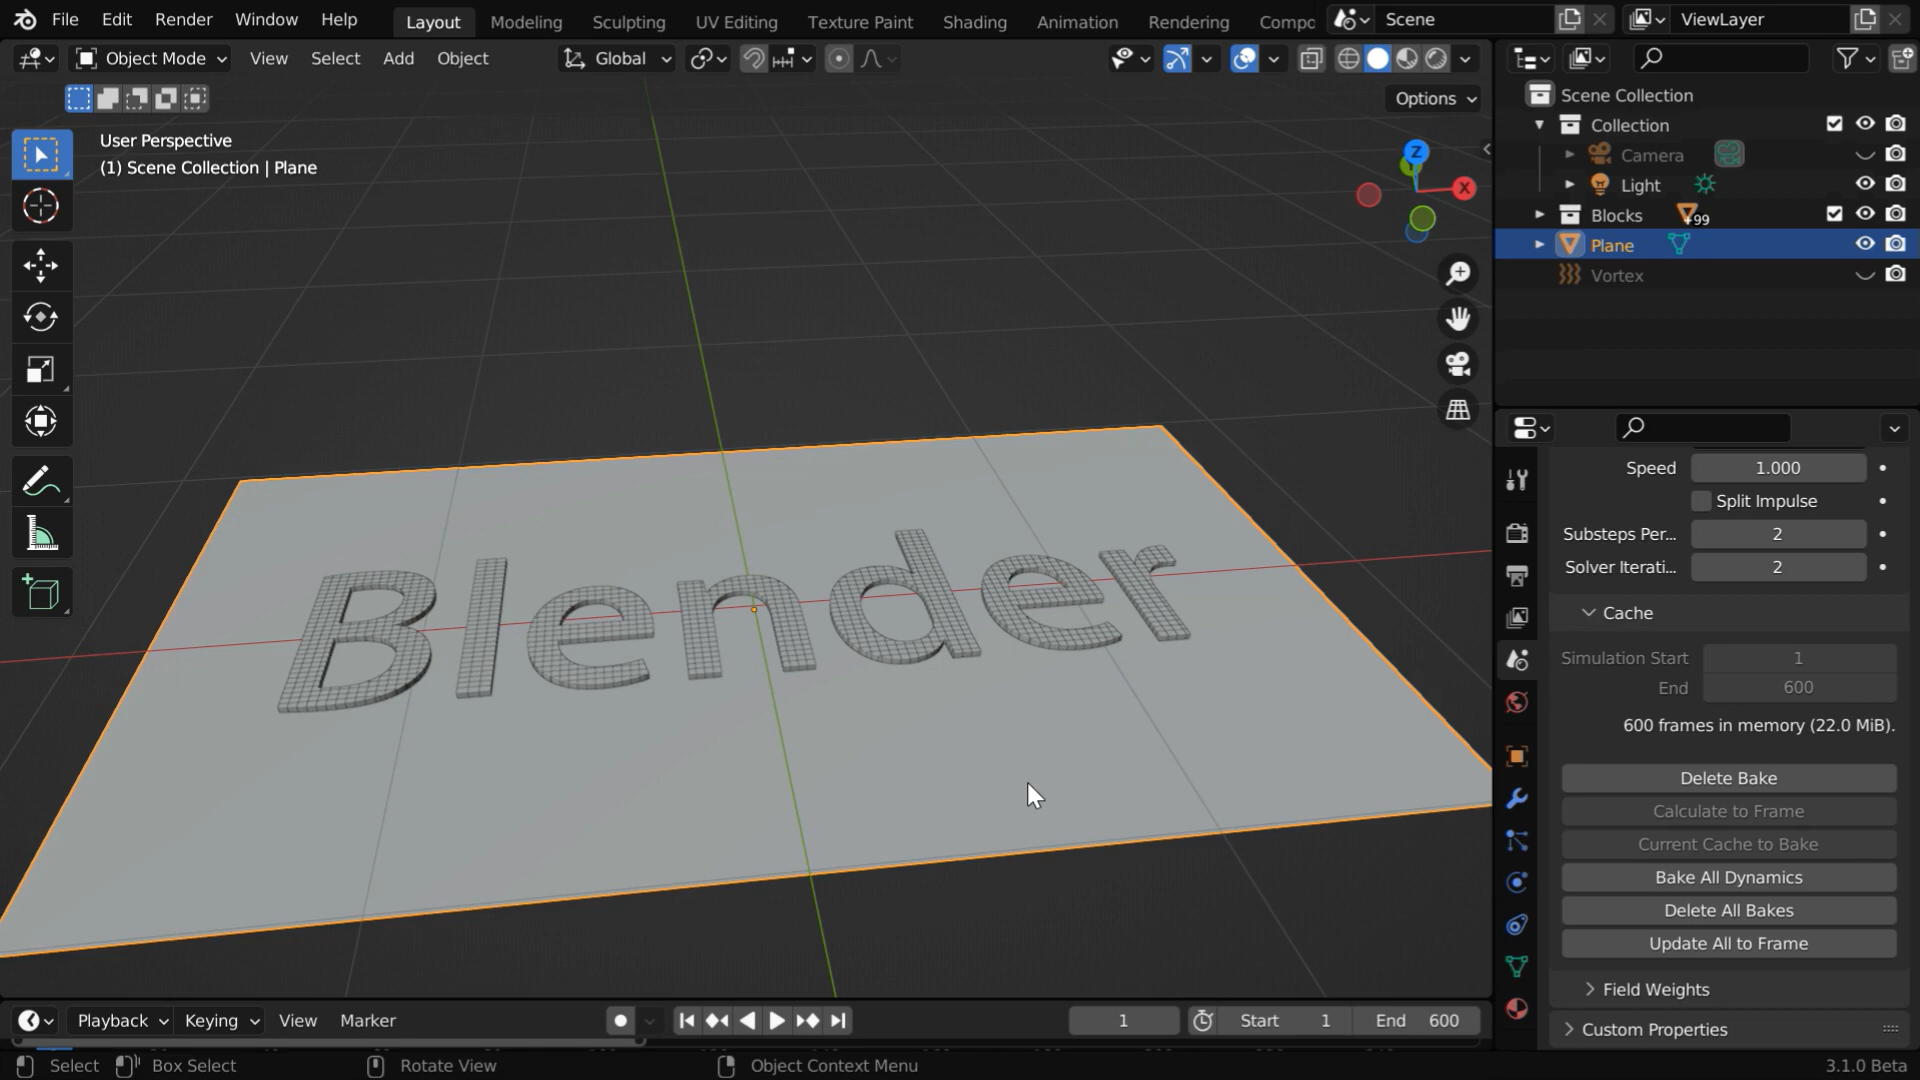 File Edit Render Window Help Layout Modeling Sculpting UV Editing Texture Paint Shading Animation Rendering Compo Scene ViewLayer
Object Mode View Select Add Object Global
Options
User Perspective
(1) Scene Collection | Plane
Z
X
Blender
Scene Collection
Collection
Camera
Light
Blocks +99
Plane
Vortex
Speed 1.000
Split Impulse
Substeps Per... 2
Solver Iterati... 2
Cache
Simulation Start 1
End 600
600 frames in memory (22.0 MiB).
Delete Bake
Calculate to Frame
Current Cache to Bake
Bake All Dynamics
Delete All Bakes
Update All to Frame
Field Weights
Custom Properties
Playback Keying View Marker 1 Start 1 End 600
Select Box Select Rotate View Object Context Menu 3.1.0 Beta